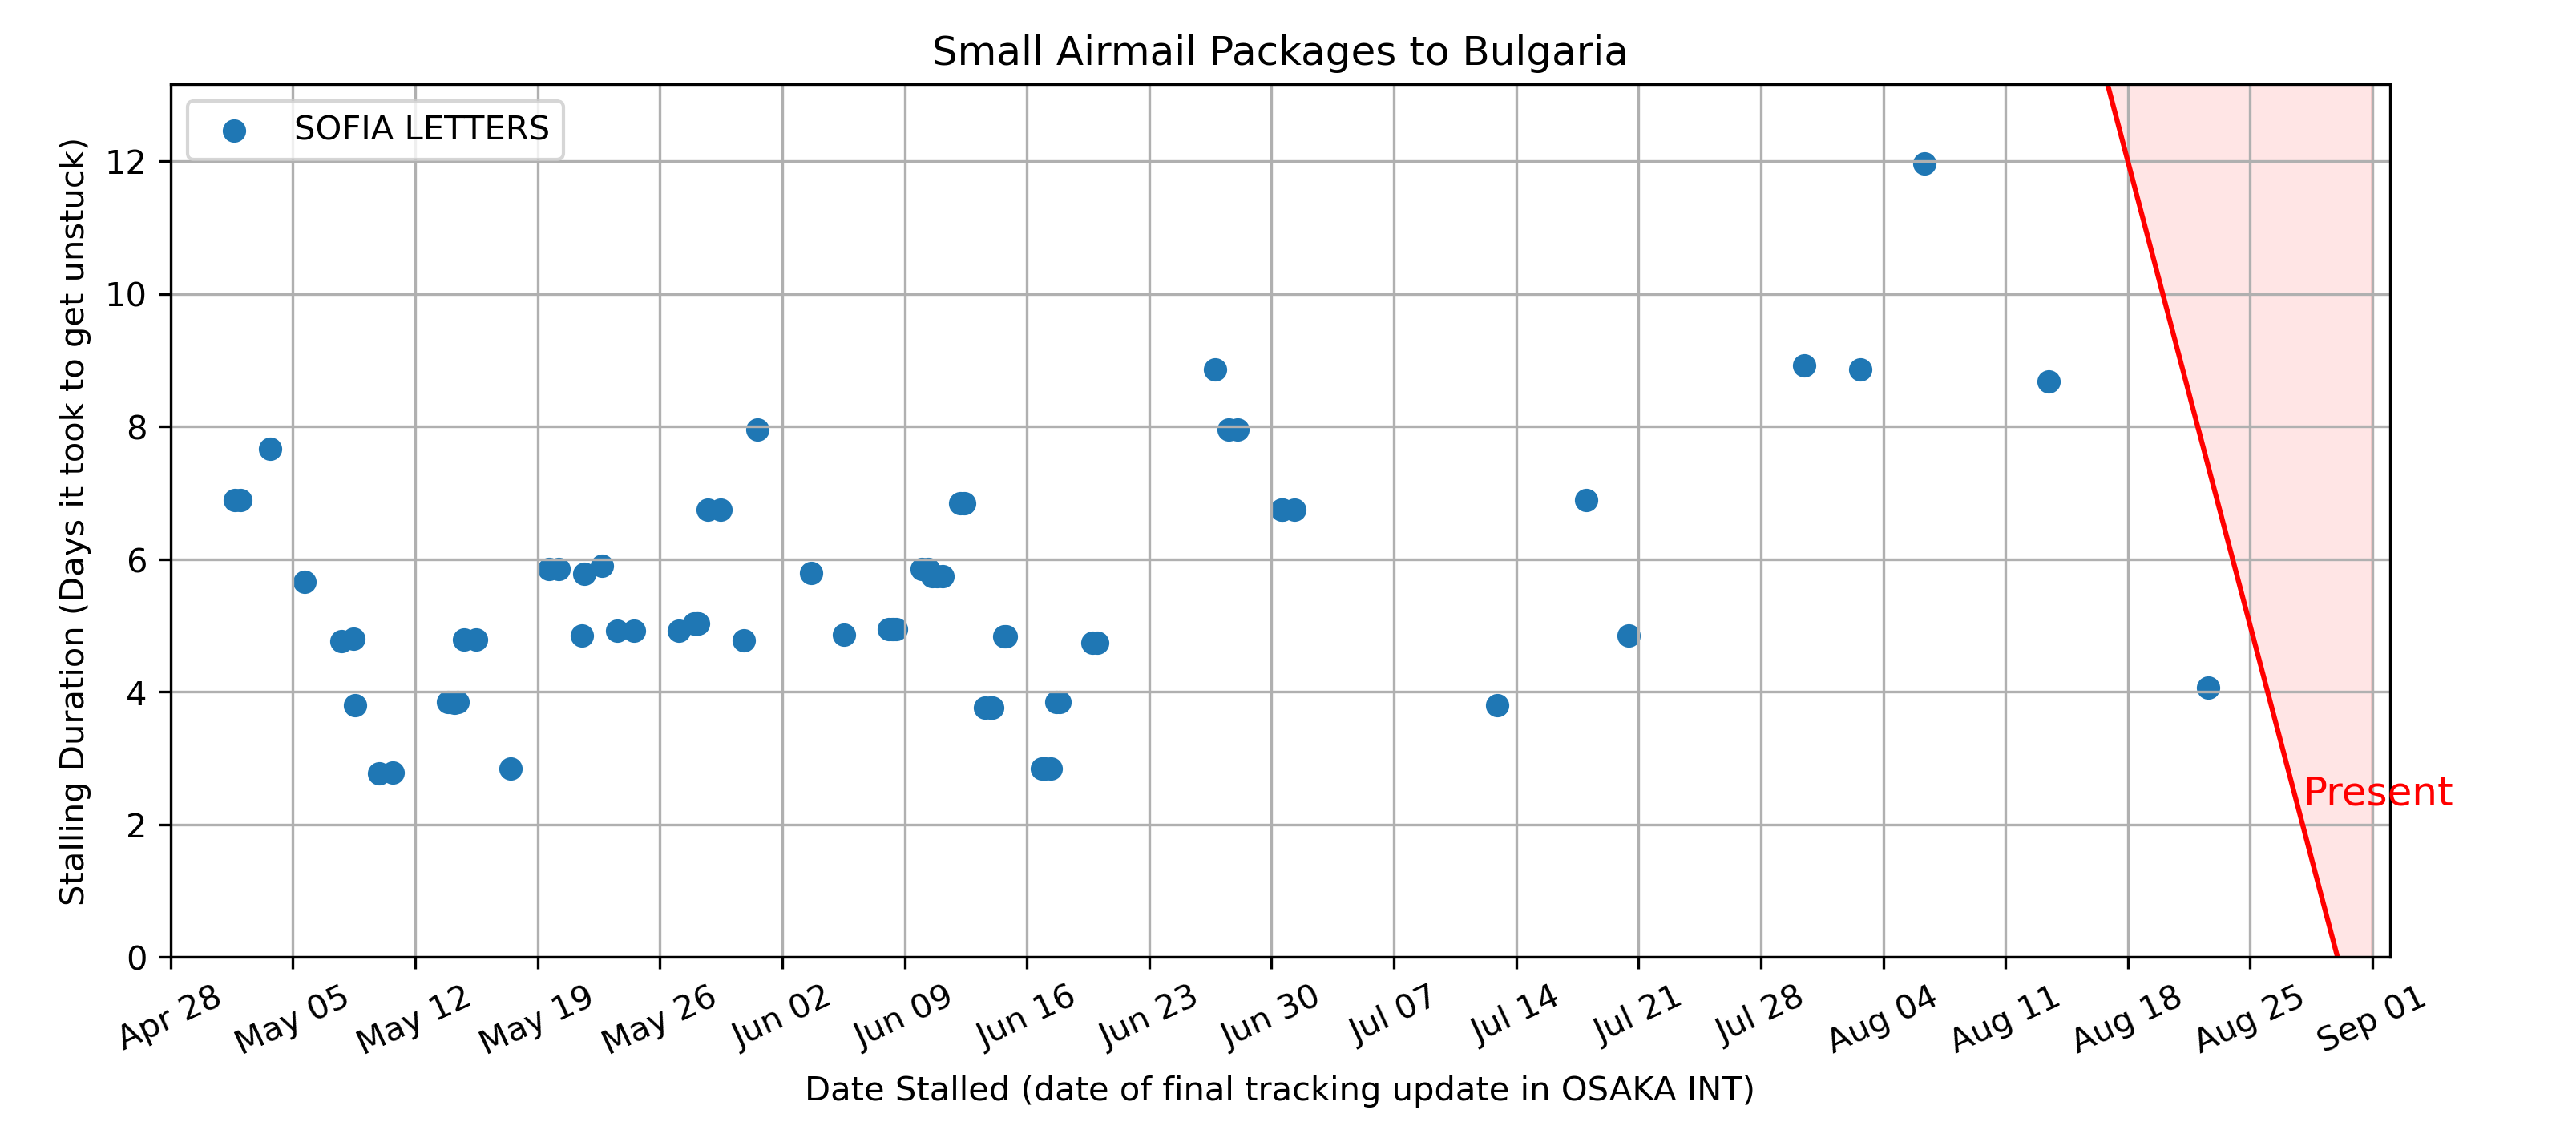 Small Airmail Packages to Bulgaria
SOFIA LETTERS
Stalling Duration (Days it took to get unstuck)
12
10
8
6
4
2
0
Present
Apr 28
May 05
May 12
May 19
May 26
Jun 02
Jun 09
Jun 16
Jun 23
Jun 30
Jul 07
Jul 14
Jul 21
Jul 28
Aug 04
Aug 11
Aug 18
Aug 25
Sep 01
Date Stalled (date of final tracking update in OSAKA INT)